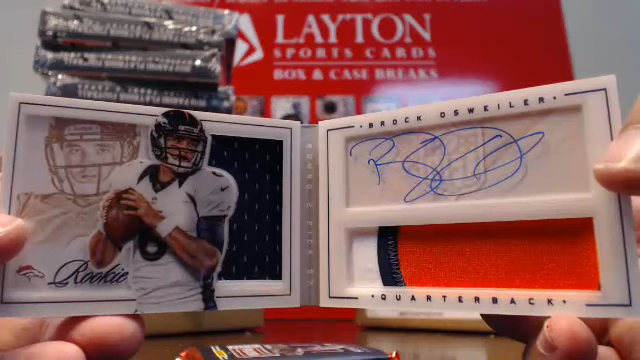 LAYTON
SPORTS CARDS
BOX & CASE BREAKS
BROCK OSWEILER
Rookie
QUARTERBACK